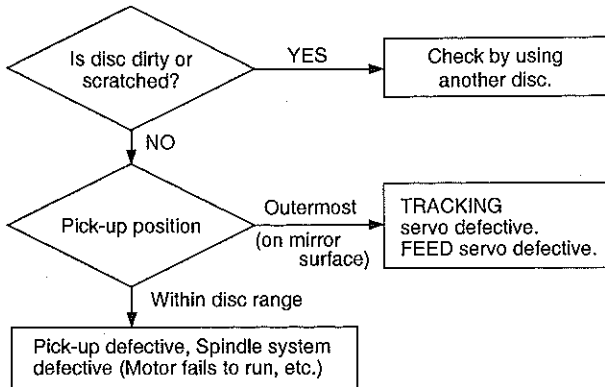 Is disc dirty or
scratched?
YES
Check by using
another disc.
NO
Pick-up position
Outermost
(on mirror
surface)
TRACKING
servo defective.
FEED servo defective.
Within disc range
Pick-up defective, Spindle system
defective (Motor fails to run, etc.)